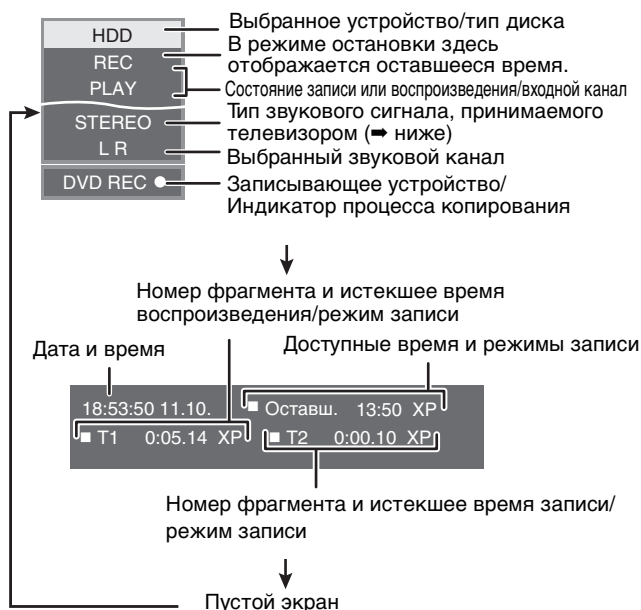 HDD
REC
PLAY
STEREO
L R
DVD REC ●
Выбранное устройство/тип диска
В режиме остановки здесь
отображается оставшееся время.
Состояние записи или воспроизведения/входной канал
Тип звукового сигнала, принимаемого
телевизором (➡ ниже)
Выбранный звуковой канал
Записывающее устройство/
Индикатор процесса копирования
Номер фрагмента и истекшее время
воспроизведения/режим записи
Дата и время
Доступные время и режимы записи
18:53:50 11.10. ■ Оставш. 13:50 XP
■ T1 0:05.14 XP ■ T2 0:00.10 XP
Номер фрагмента и истекшее время записи/
режим записи
Пустой экран